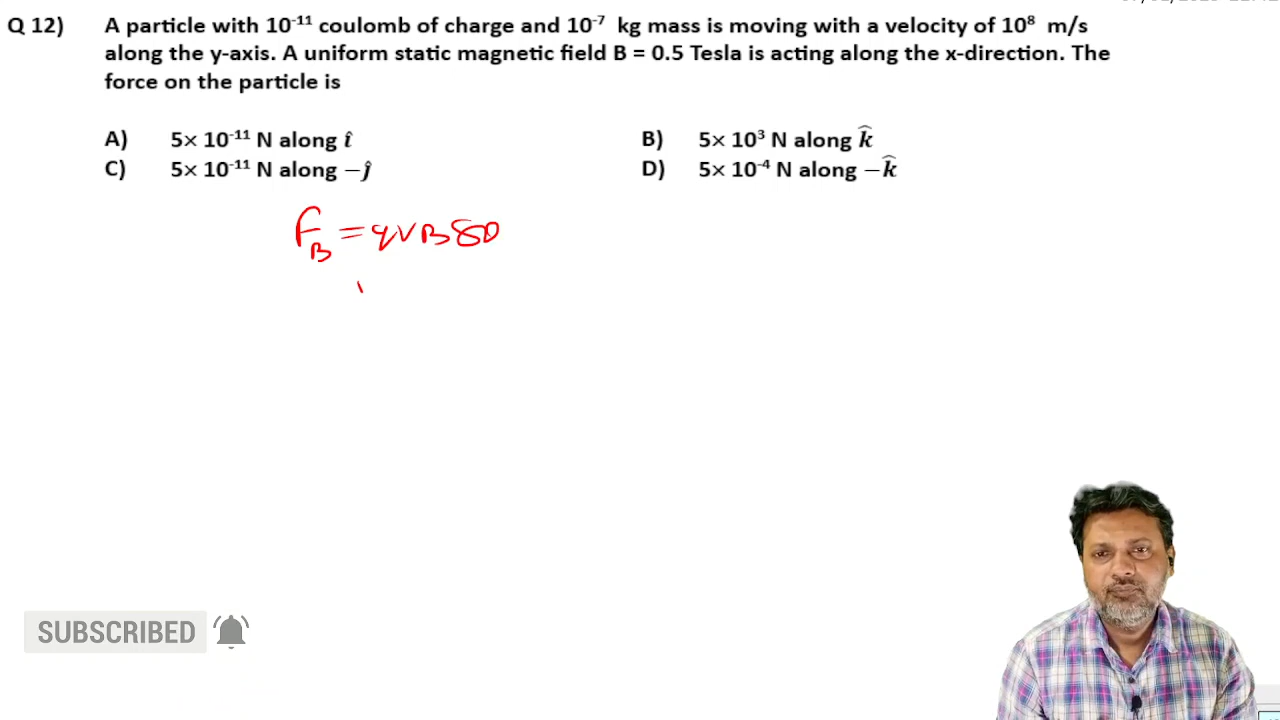 Q 12) A particle with 10⁻¹¹ coulomb of charge and 10⁻⁷ kg mass is moving with a velocity of 10⁸ m/s
along the y-axis. A uniform static magnetic field B = 0.5 Tesla is acting along the x-direction. The
force on the particle is
A) 5× 10⁻¹¹ N along î
B) 5× 10³ N along k̂
C) 5× 10⁻¹¹ N along −ĵ
D) 5× 10⁻⁴ N along −k̂
F_B = qVB
SUBSCRIBED